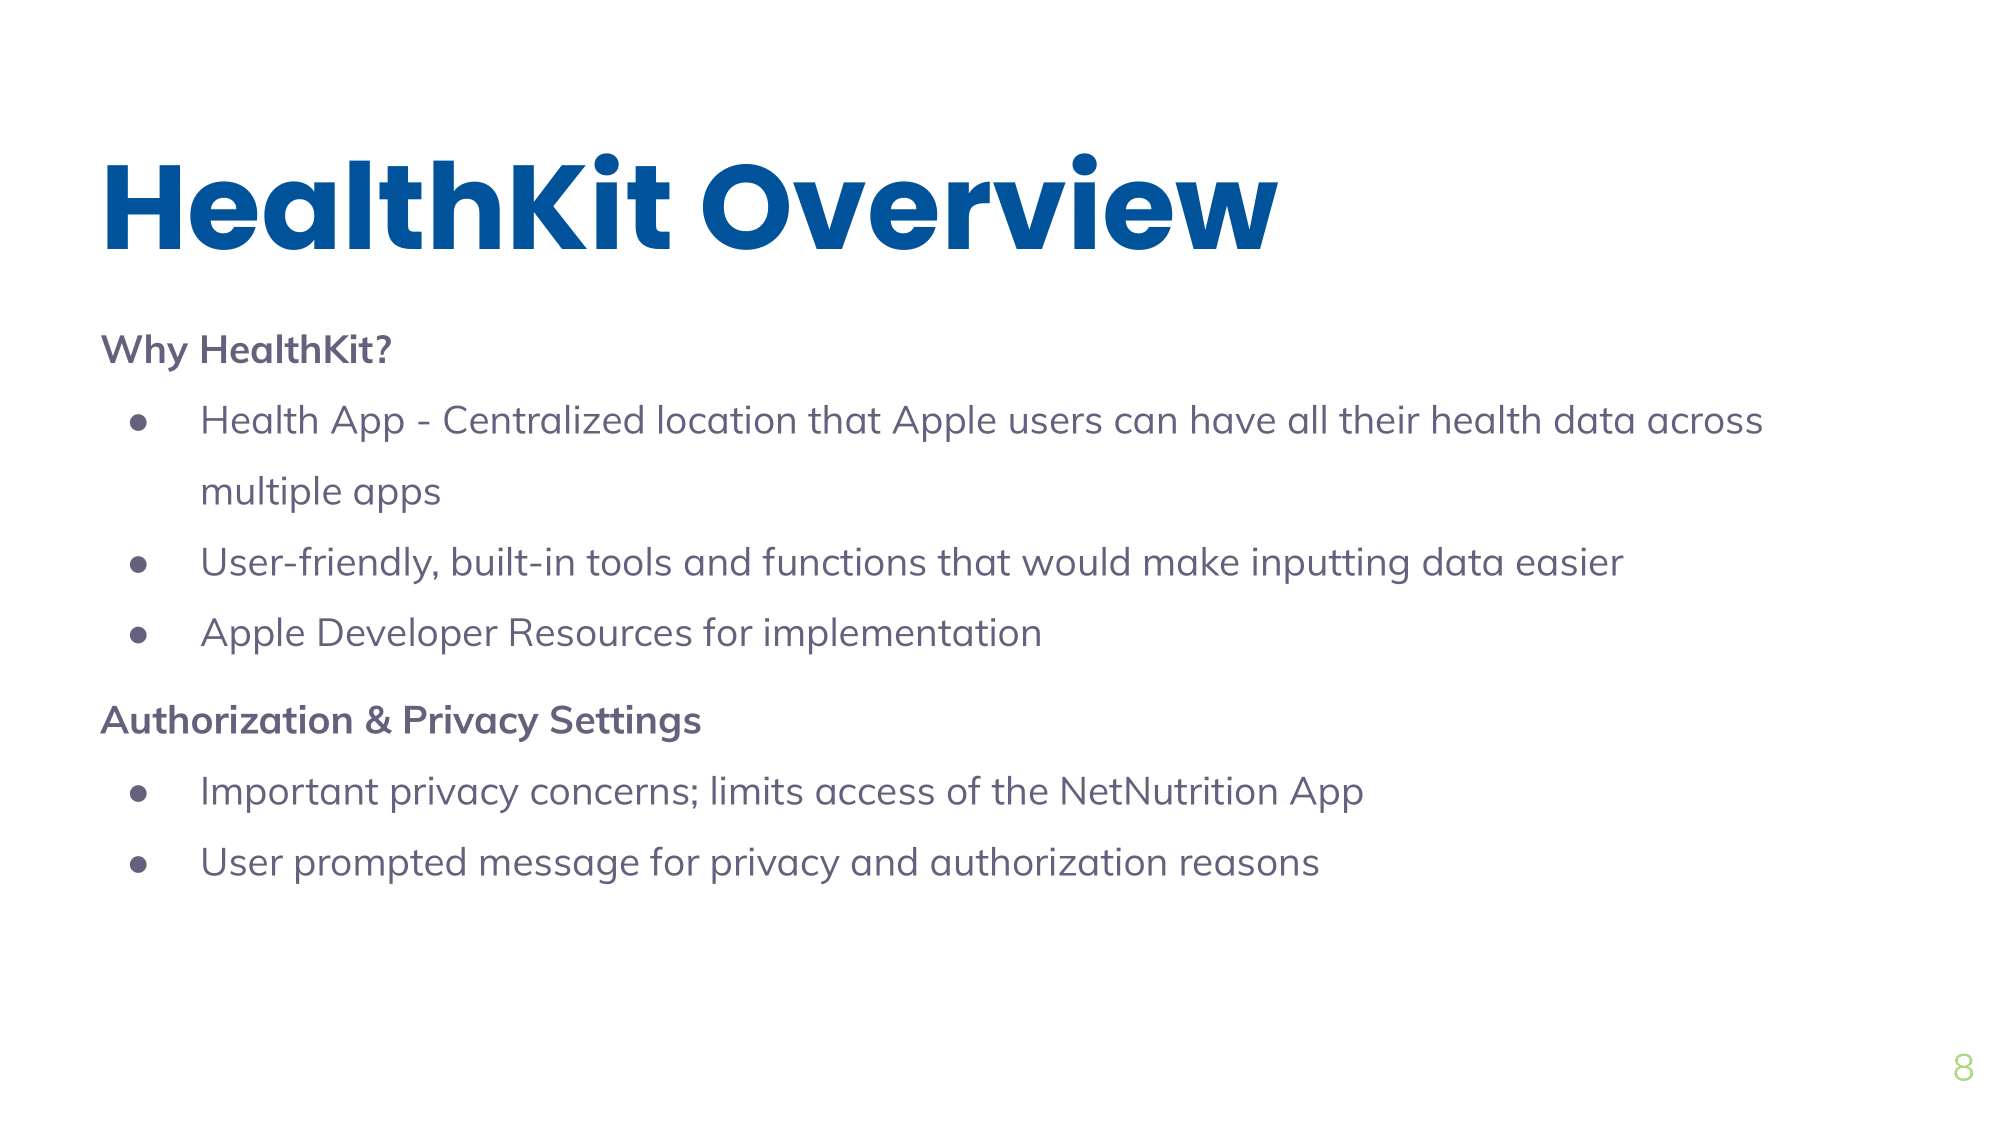 HealthKit Overview
Why HealthKit?
● Health App - Centralized location that Apple users can have all their health data across
multiple apps
● User-friendly, built-in tools and functions that would make inputting data easier
● Apple Developer Resources for implementation
Authorization & Privacy Settings
● Important privacy concerns; limits access of the NetNutrition App
● User prompted message for privacy and authorization reasons
8